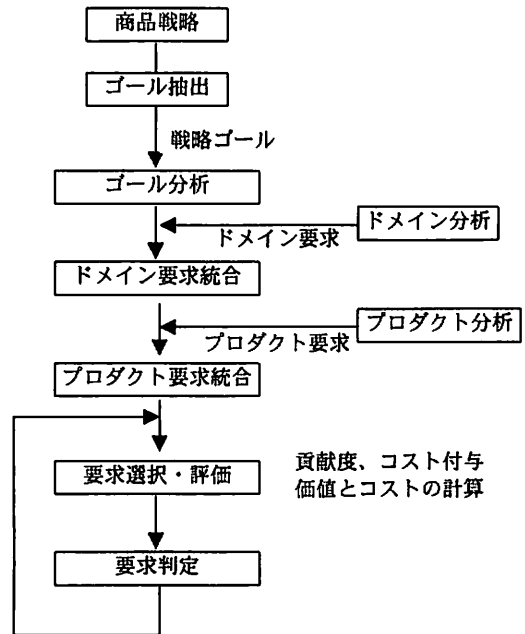 商品戦略
ゴール抽出
戦略ゴール
ゴール分析
ドメイン要求
ドメイン分析
ドメイン要求統合
プロダクト要求
プロダクト分析
プロダクト要求統合
要求選択・評価
貢献度、コスト付与
価値とコストの計算
要求判定